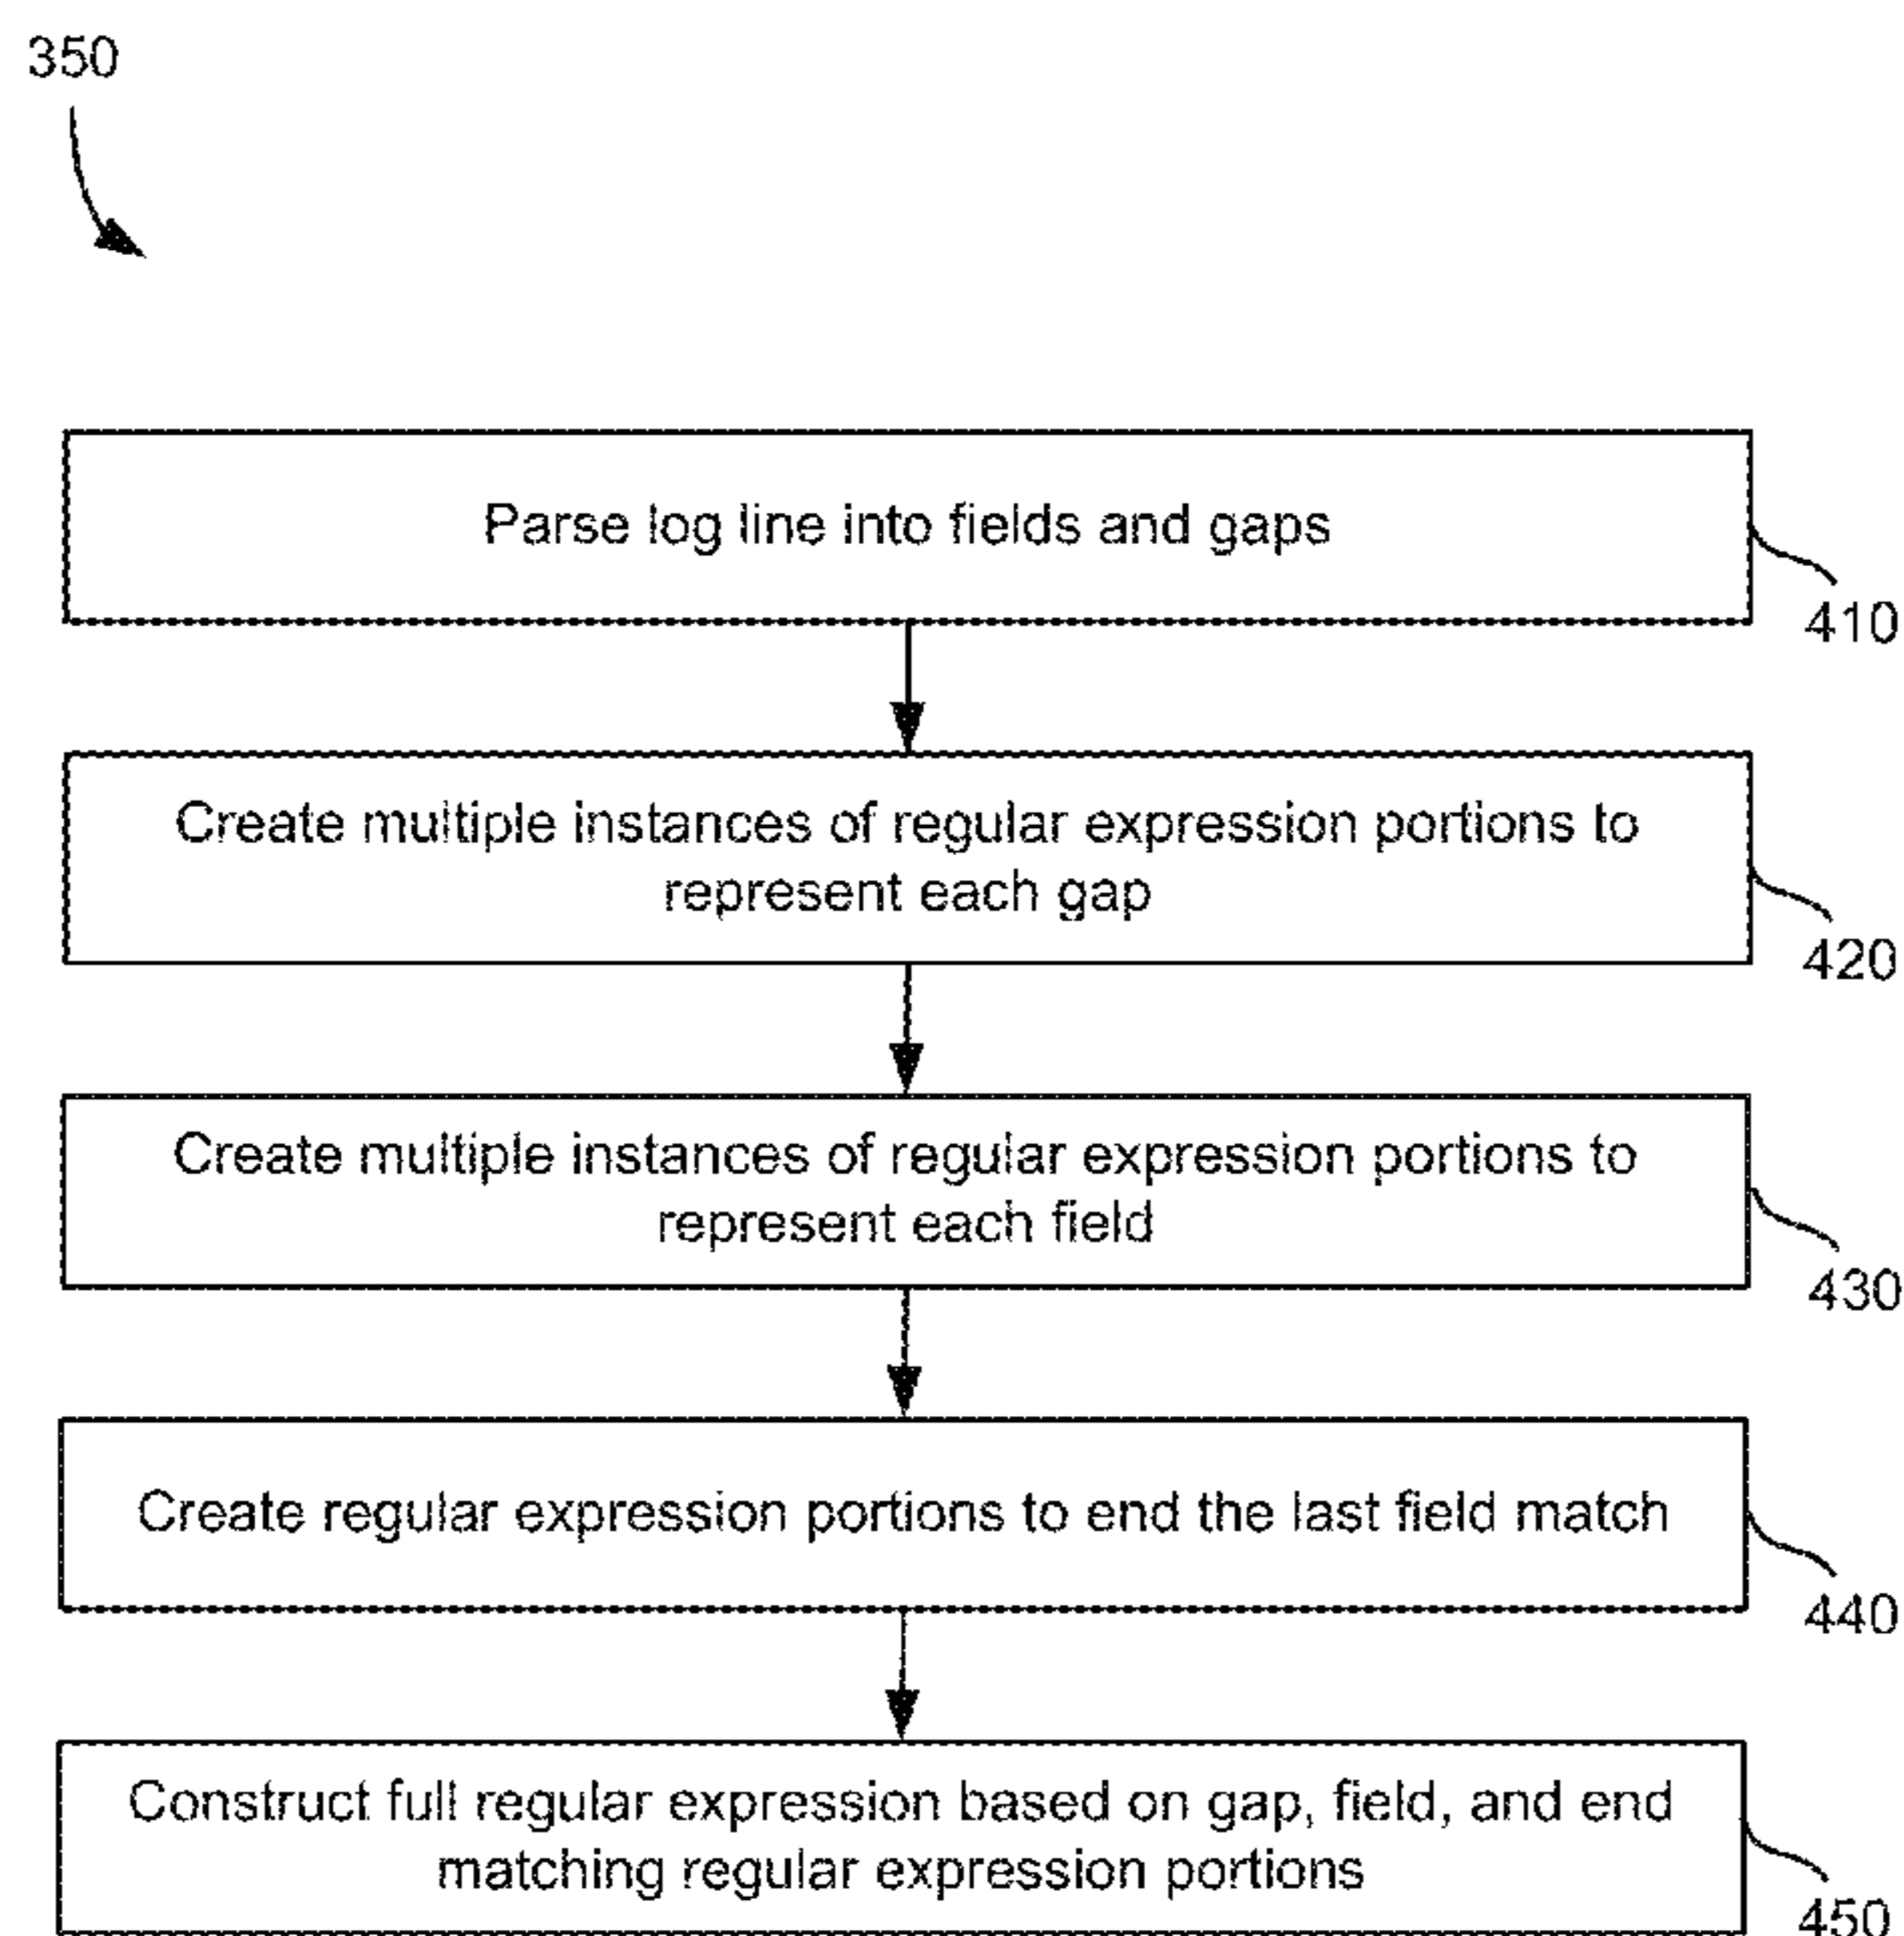 350
Parse log line into fields and gaps
410
Create multiple instances of regular expression portions to
represent each gap
420
Create multiple instances of regular expression portions to
represent each field
430
Create regular expression portions to end the last field match
440
Construct full regular expression based on gap, field, and end
matching regular expression portions
450